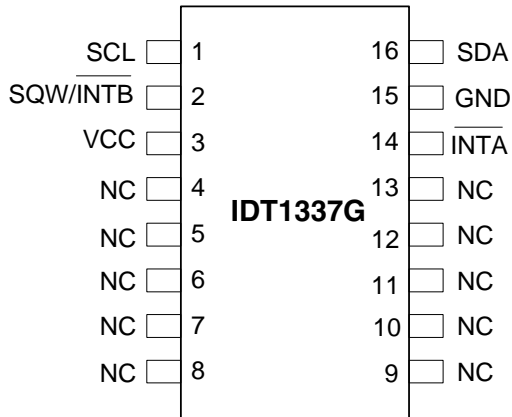 SCL 1 16 SDA
SQW/INTB 2 15 GND
VCC 3 14 INTA
NC 4 13 NC
IDT1337G
NC 5 12 NC
NC 6 11 NC
NC 7 10 NC
NC 8 9 NC